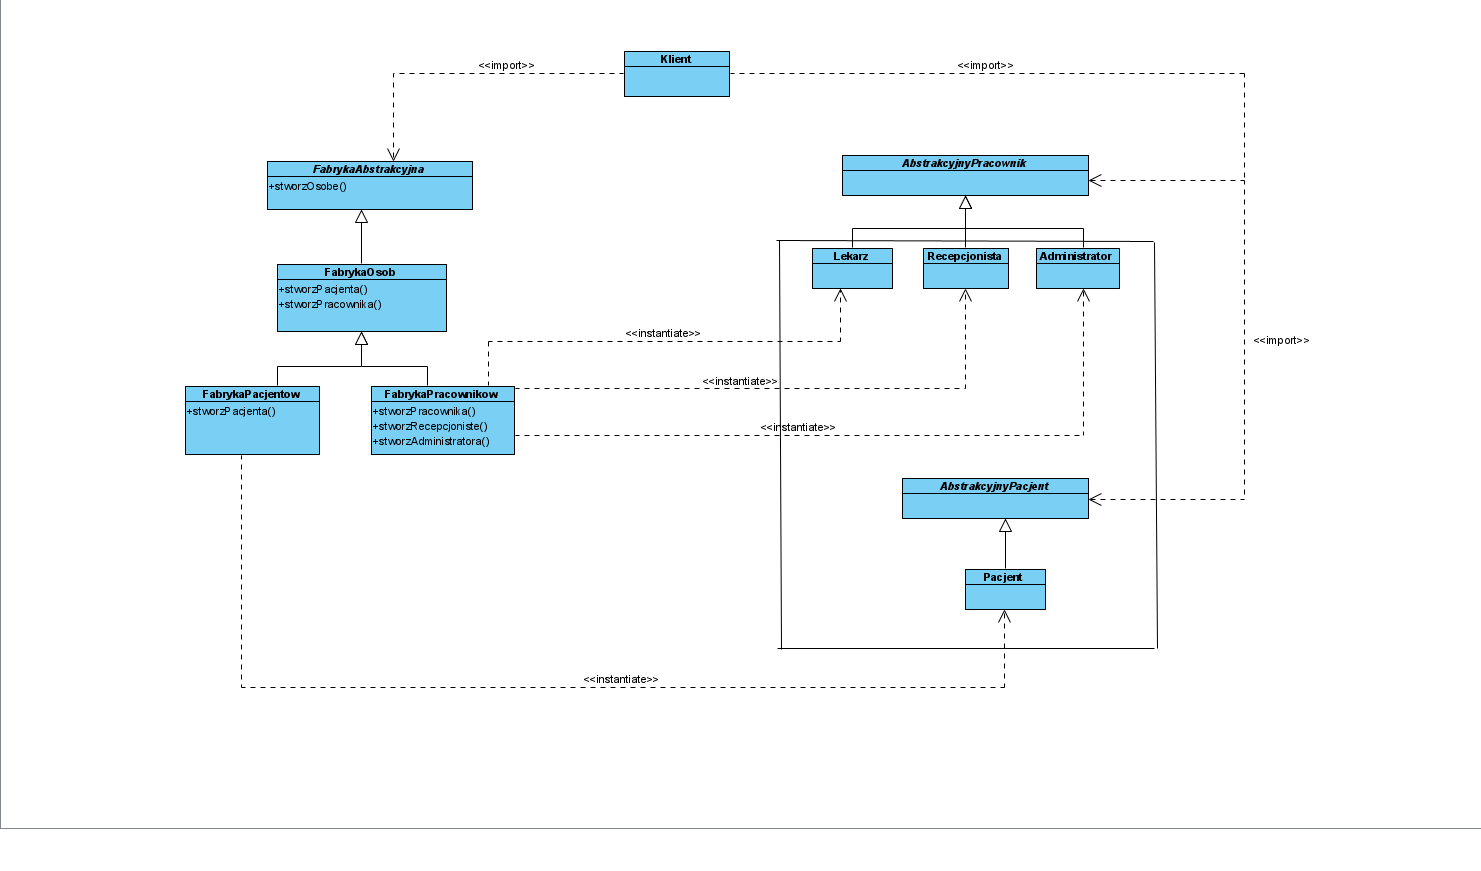 Klient
<<import>>
<<import>>
FabrykaAbstrakcyjna
+stworzOsobe()
AbstrakcyjnyPracownik
FabrykaOsob
+stworzPacjenta()
+stworzPracownika()
Lekarz
Recepcjonista
Administrator
<<instantiate>>
<<import>>
<<instantiate>>
FabrykaPacjentow
+stworzPacjenta()
FabrykaPracownikow
+stworzPracownika()
+stworzRecepcjoniste()
+stworzAdministratora()
<<instantiate>>
AbstrakcyjnyPacjent
Pacjent
<<instantiate>>